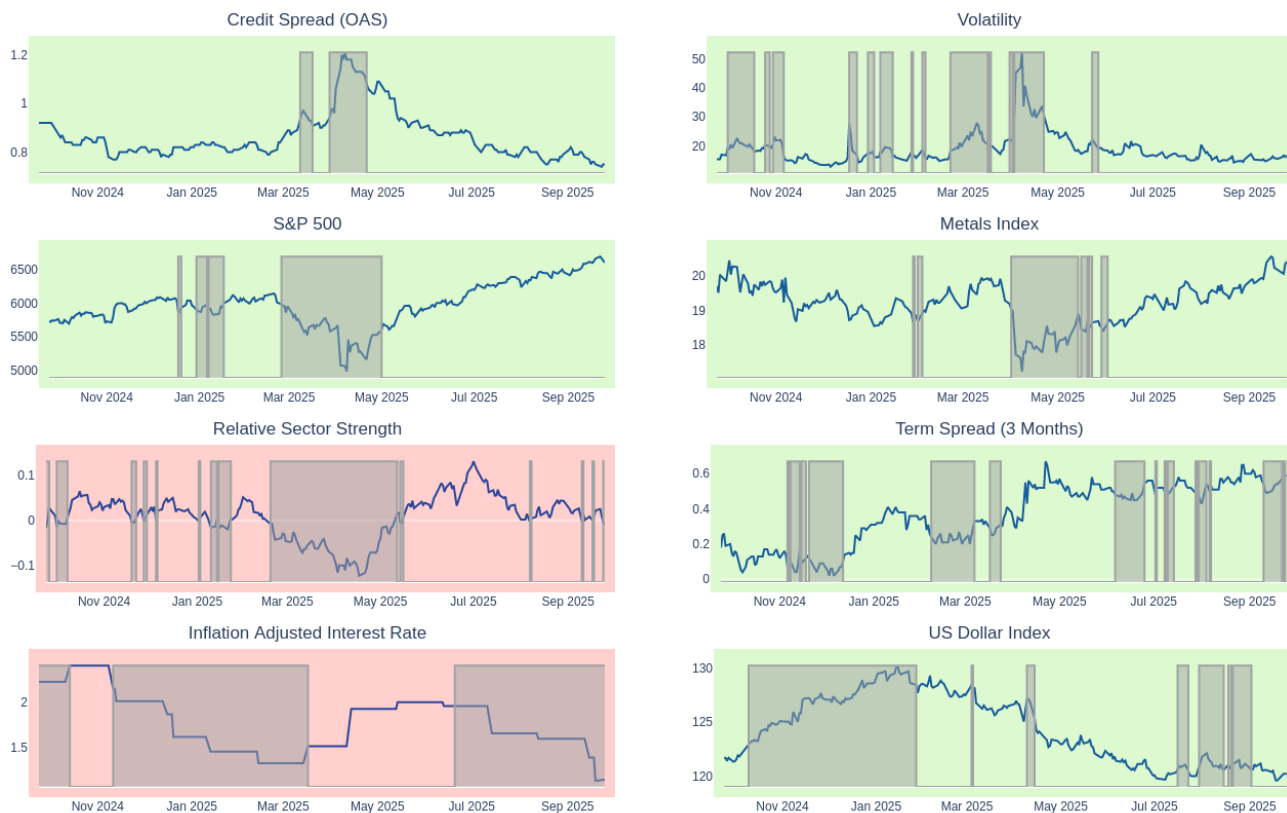 Credit Spread (OAS)
1.2
1
0.8
Nov 2024 Jan 2025 Mar 2025 May 2025 Jul 2025 Sep 2025
Volatility
50
40
30
20
Nov 2024 Jan 2025 Mar 2025 May 2025 Jul 2025 Sep 2025
S&P 500
6500
6000
5500
5000
Nov 2024 Jan 2025 Mar 2025 May 2025 Jul 2025 Sep 2025
Metals Index
20
19
18
Nov 2024 Jan 2025 Mar 2025 May 2025 Jul 2025 Sep 2025
Relative Sector Strength
0.1
0
−0.1
Nov 2024 Jan 2025 Mar 2025 May 2025 Jul 2025 Sep 2025
Term Spread (3 Months)
0.6
0.4
0.2
0
Nov 2024 Jan 2025 Mar 2025 May 2025 Jul 2025 Sep 2025
Inflation Adjusted Interest Rate
2
1.5
Nov 2024 Jan 2025 Mar 2025 May 2025 Jul 2025 Sep 2025
US Dollar Index
130
125
120
Nov 2024 Jan 2025 Mar 2025 May 2025 Jul 2025 Sep 2025